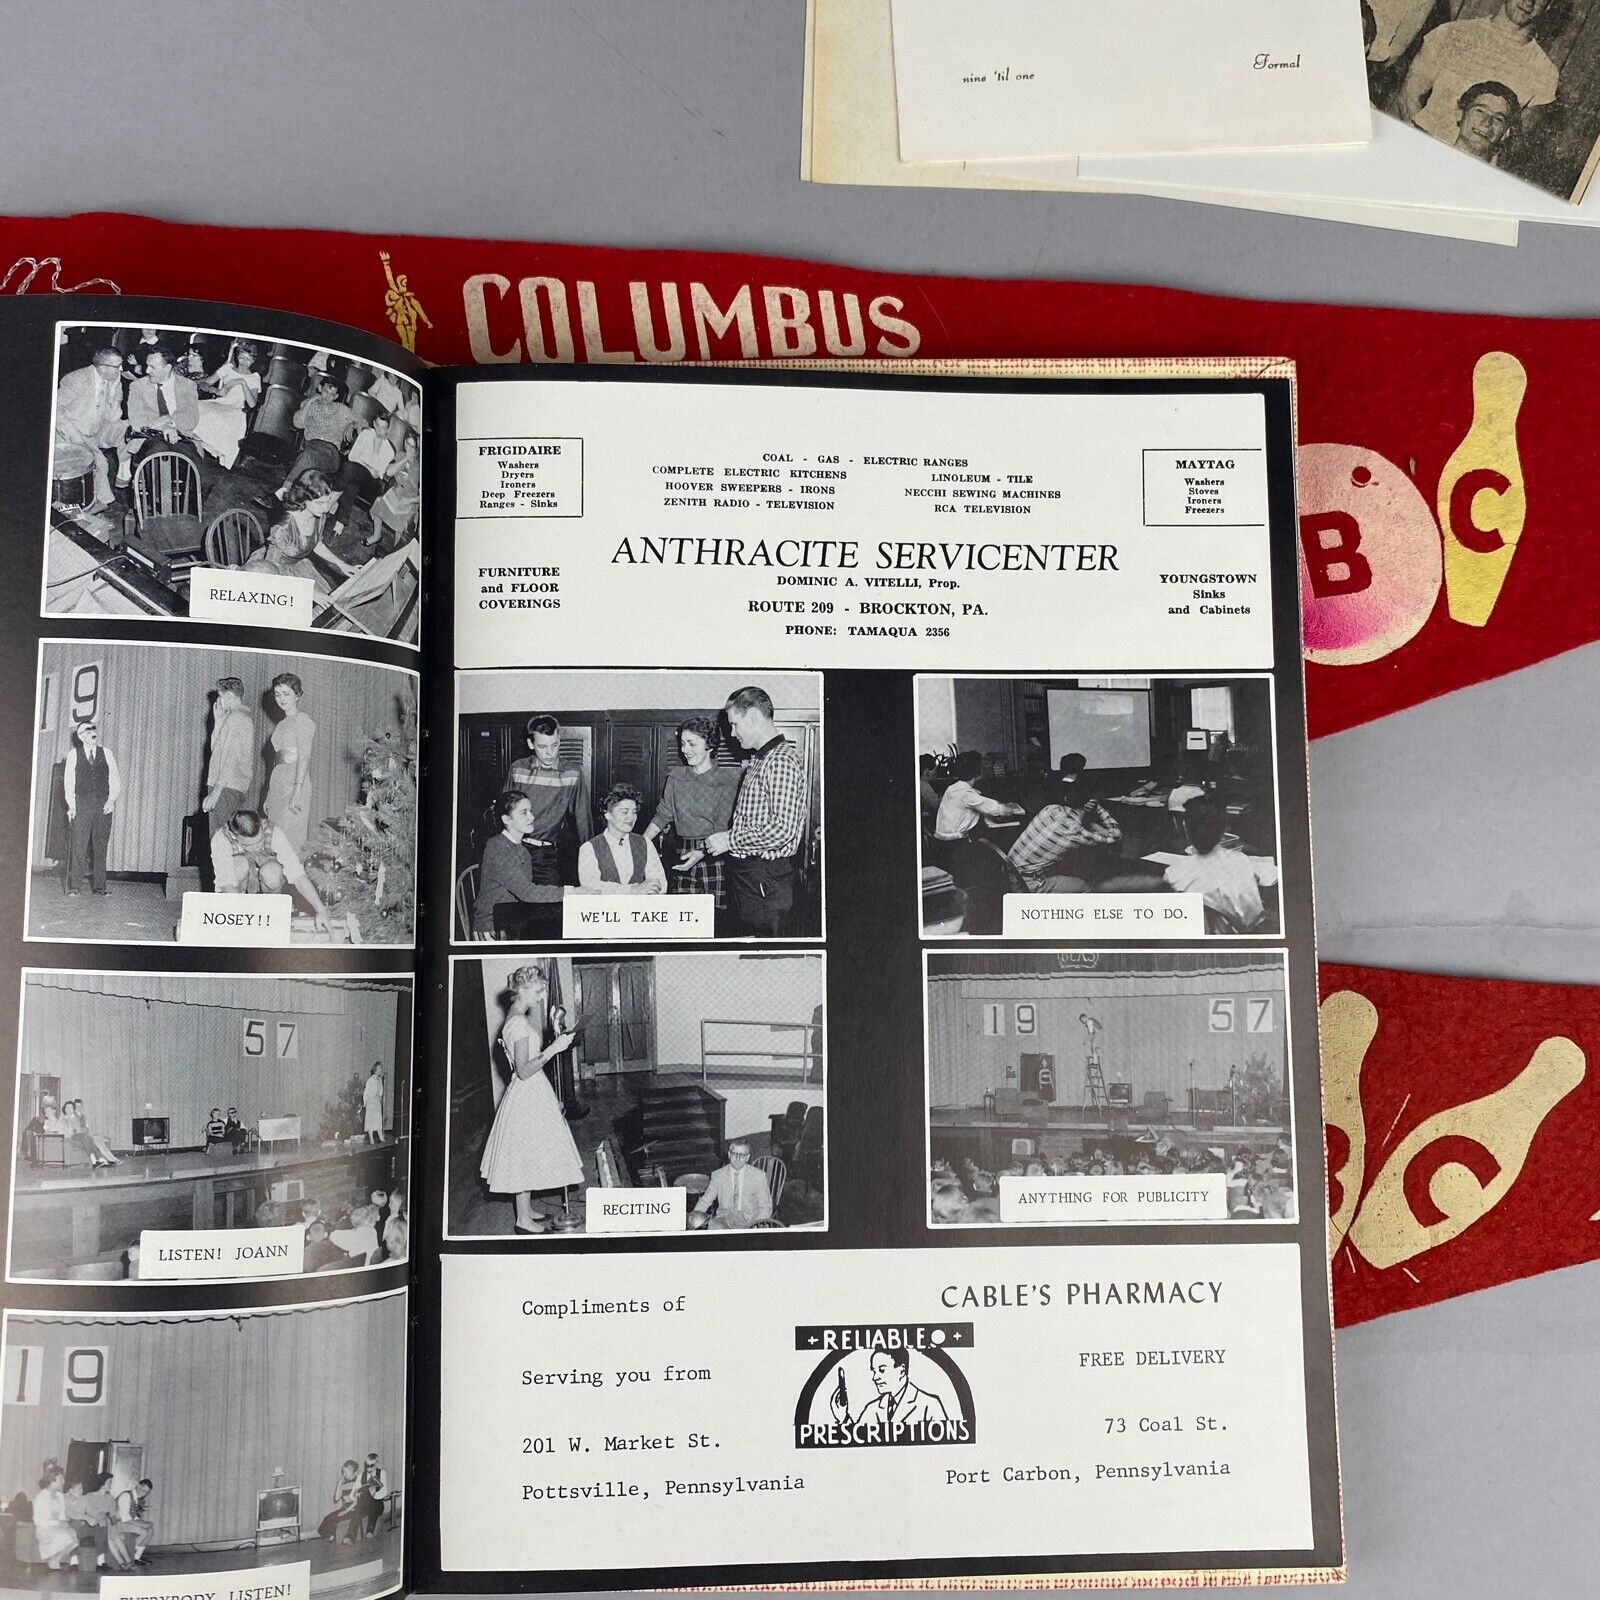 nine 'til one
Formal
COLUMBUS
B C
B C
RELAXING!
19
NOSEY!!
57
LISTEN! JOANN
19
EVERYBODY LISTEN!
FRIGIDAIRE
Washers
Dryers
Ironers
Deep Freezers
Ranges - Sinks
COAL - GAS - ELECTRIC RANGES
COMPLETE ELECTRIC KITCHENS
LINOLEUM - TILE
HOOVER SWEEPERS - IRONS
NECCHI SEWING MACHINES
ZENITH RADIO - TELEVISION
RCA TELEVISION
MAYTAG
Washers
Stoves
Ironers
Freezers
ANTHRACITE SERVICENTER
DOMINIC A. VITELLI, Prop.
ROUTE 209 - BROCKTON, PA.
PHONE: TAMAQUA 2356
FURNITURE
and FLOOR
COVERINGS
YOUNGSTOWN
Sinks
and Cabinets
WE'LL TAKE IT.
NOTHING ELSE TO DO.
RECITING
19 57
ANYTHING FOR PUBLICITY
Compliments of
CABLE'S PHARMACY
RELIABLE
PRESCRIPTIONS
Serving you from
FREE DELIVERY
201 W. Market St.
73 Coal St.
Pottsville, Pennsylvania
Port Carbon, Pennsylvania